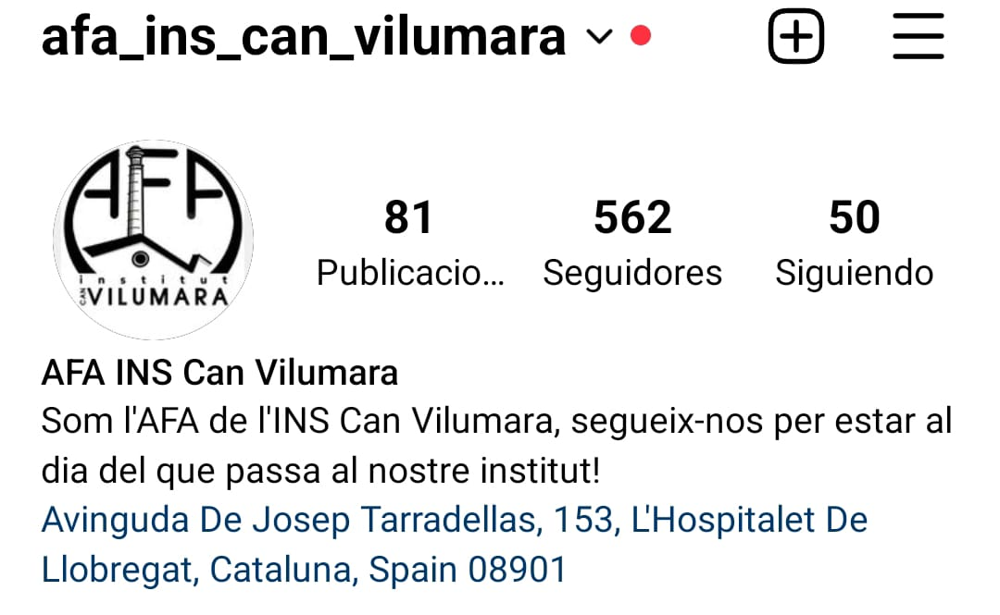 afa_ins_can_vilumara
AFA
institut
CAN VILUMARA
81 562 50
Publicacio... Seguidores Siguiendo
AFA INS Can Vilumara
Som l'AFA de l'INS Can Vilumara, segueix-nos per estar al
dia del que passa al nostre institut!
Avinguda De Josep Tarradellas, 153, L'Hospitalet De
Llobregat, Cataluna, Spain 08901